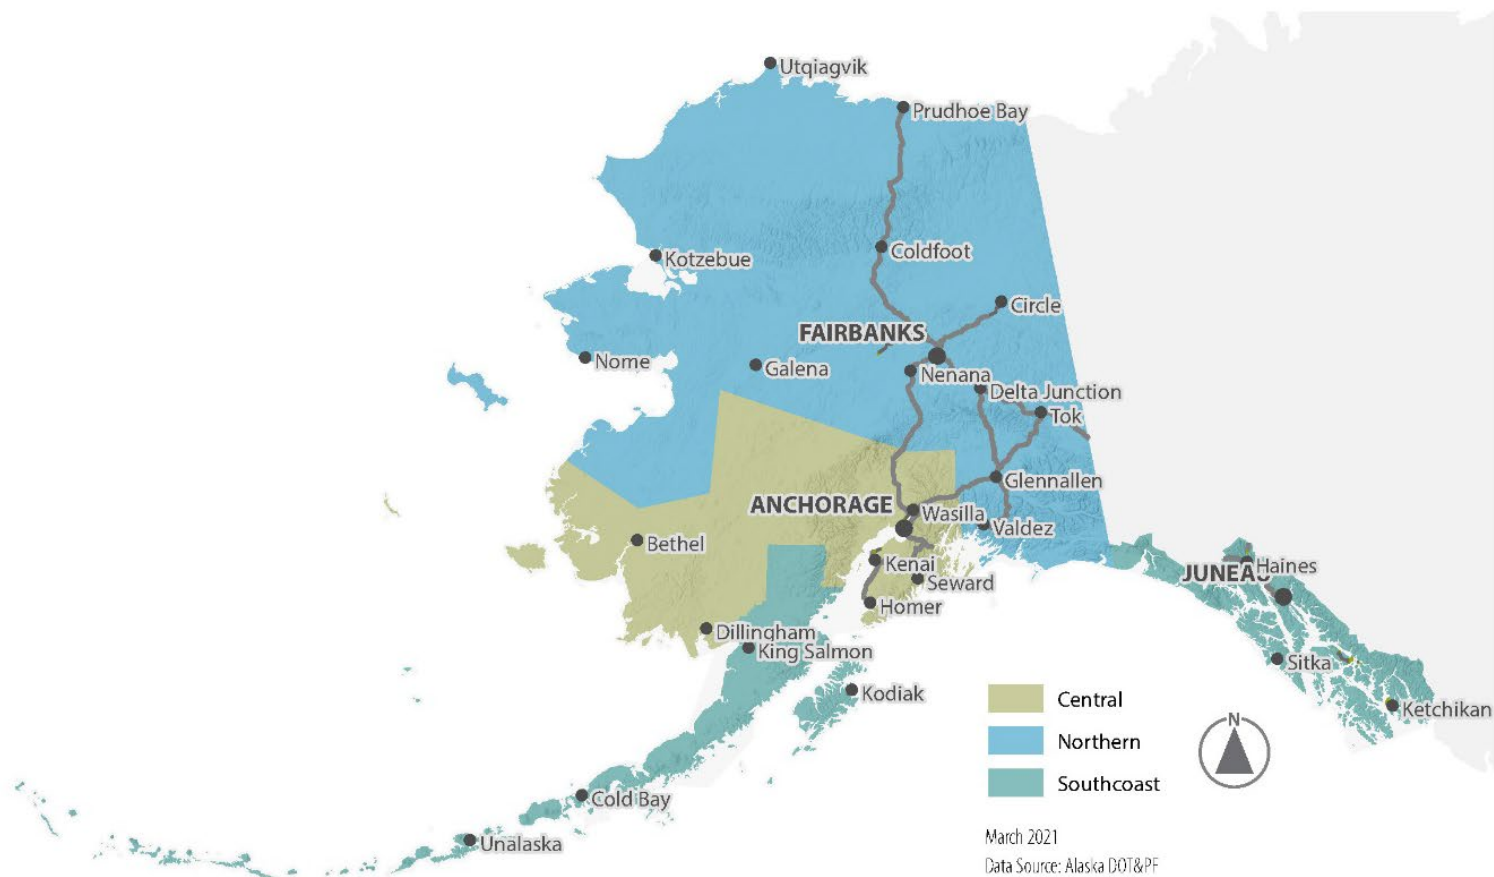 Utqiagvik
Prudhoe Bay
Coldfoot
Kotzebue
Circle
FAIRBANKS
Nome
Galena
Nenana
Delta Junction
Tok
Glennallen
ANCHORAGE
Wasilla
Valdez
Bethel
Kenai
Seward
Homer
JUNEAU
Haines
Dillingham
King Salmon
Sitka
Kodiak
Ketchikan
Central
Northern
Southcoast
N
Cold Bay
Unalaska
March 2021
Data Source: Alaska DOT&PF